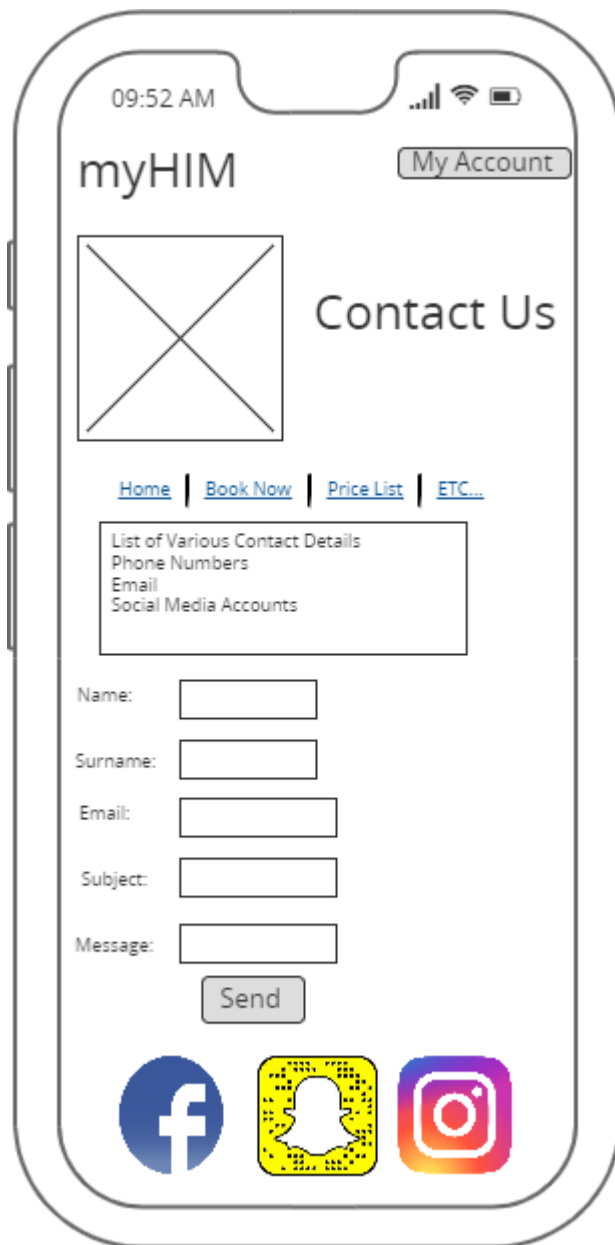 09:52 AM
myHIM
My Account
Contact Us
Home | Book Now | Price List | ETC...
List of Various Contact Details
Phone Numbers
Email
Social Media Accounts
Name:
Surname:
Email:
Subject:
Message:
Send